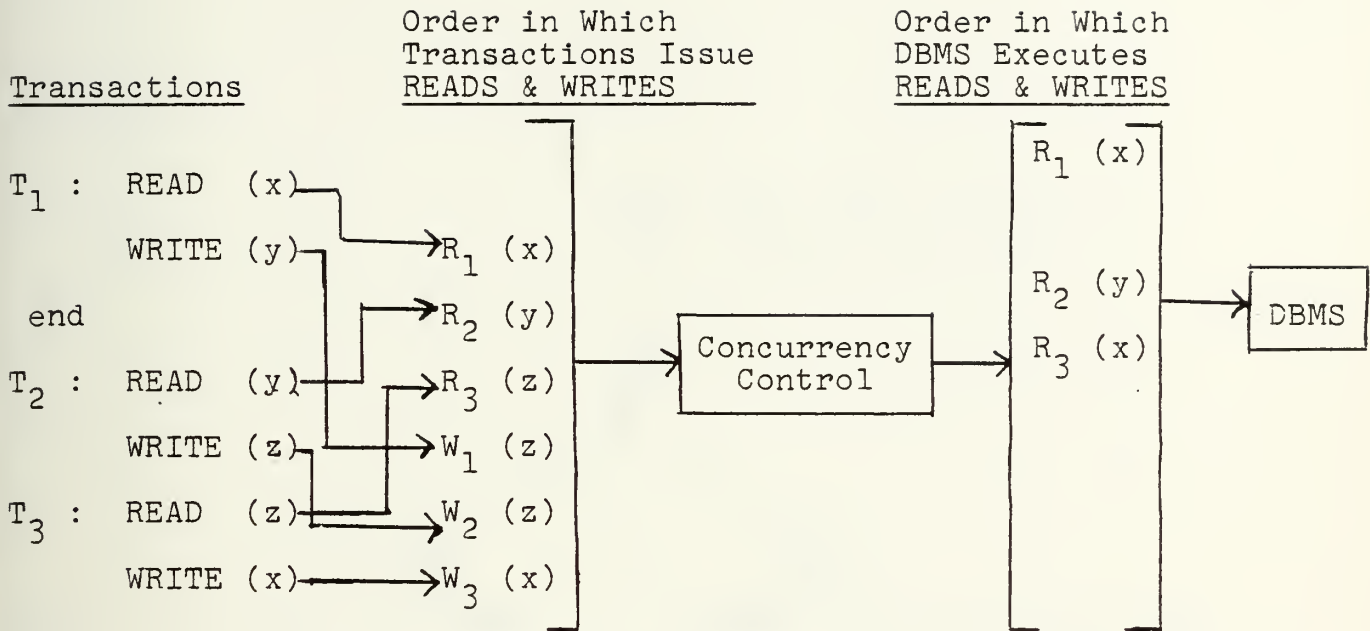 Order in Which
Transactions Issue
READS & WRITES
Order in Which
DBMS Executes
READS & WRITES
Transactions
T1 : READ (x)
WRITE (y)
end
T2 : READ (y)
WRITE (z)
T3 : READ (z)
WRITE (x)
R1 (x)
R2 (y)
R3 (z)
W1 (z)
W2 (z)
W3 (x)
Concurrency
Control
R1 (x)
R2 (y)
R3 (x)
DBMS